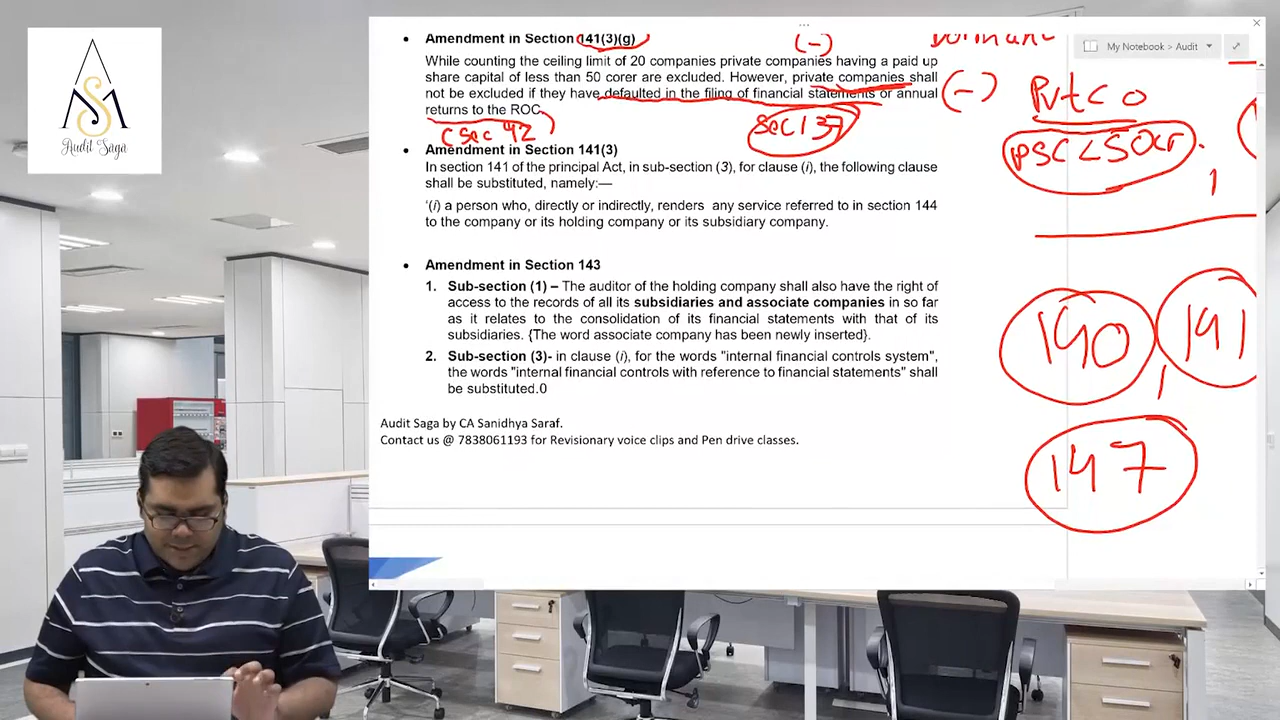 AS
Audit Saga
My Notebook > Audit
• Amendment in Section 141(3)(g)
(-)
While counting the ceiling limit of 20 companies private companies having a paid up
share capital of less than 50 corer are excluded. However, private companies shall
not be excluded if they have defaulted in the filing of financial statements or annual
returns to the ROC.
(Sec 92)
Sec 137
(-) Pvt Co
PSC < 50cr.
• Amendment in Section 141(3)
In section 141 of the principal Act, in sub-section (3), for clause (i), the following clause
shall be substituted, namely:—
'(i) a person who, directly or indirectly, renders any service referred to in section 144
to the company or its holding company or its subsidiary company.
• Amendment in Section 143
1. Sub-section (1) – The auditor of the holding company shall also have the right of
access to the records of all its subsidiaries and associate companies in so far
as it relates to the consolidation of its financial statements with that of its
subsidiaries. {The word associate company has been newly inserted}.
2. Sub-section (3)- in clause (i), for the words "internal financial controls system",
the words "internal financial controls with reference to financial statements" shall
be substituted.0
140, 141
147
Audit Saga by CA Sanidhya Saraf.
Contact us @ 7838061193 for Revisionary voice clips and Pen drive classes.